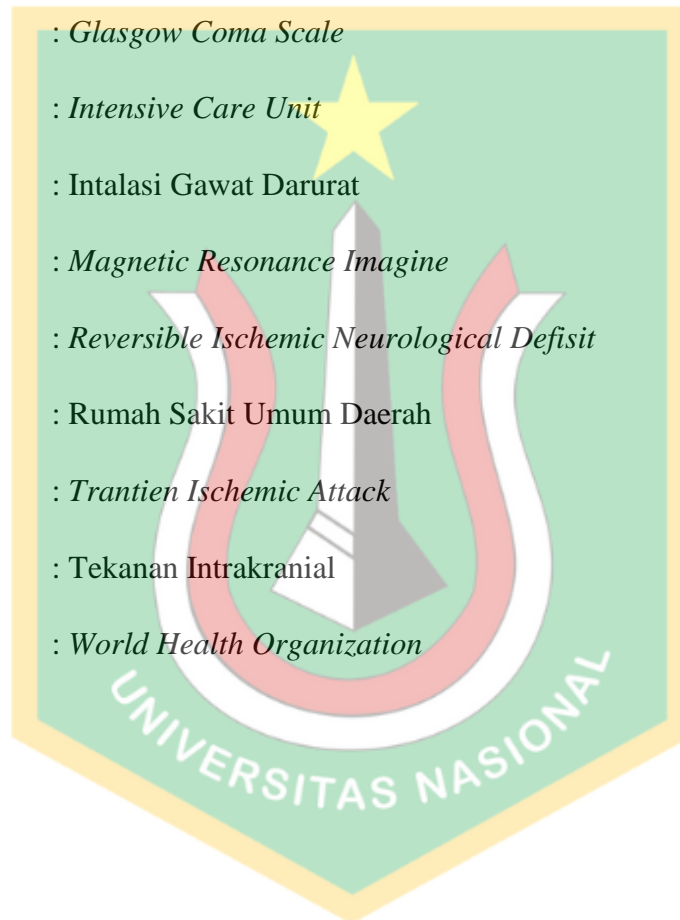 : Glasgow Coma Scale
: Intensive Care Unit
: Intalasi Gawat Darurat
: Magnetic Resonance Imagine
: Reversible Ischemic Neurological Defisit
: Rumah Sakit Umum Daerah
: Trantien Ischemic Attack
: Tekanan Intrakranial
: World Health Organization
UNIVERSITAS NASIONAL